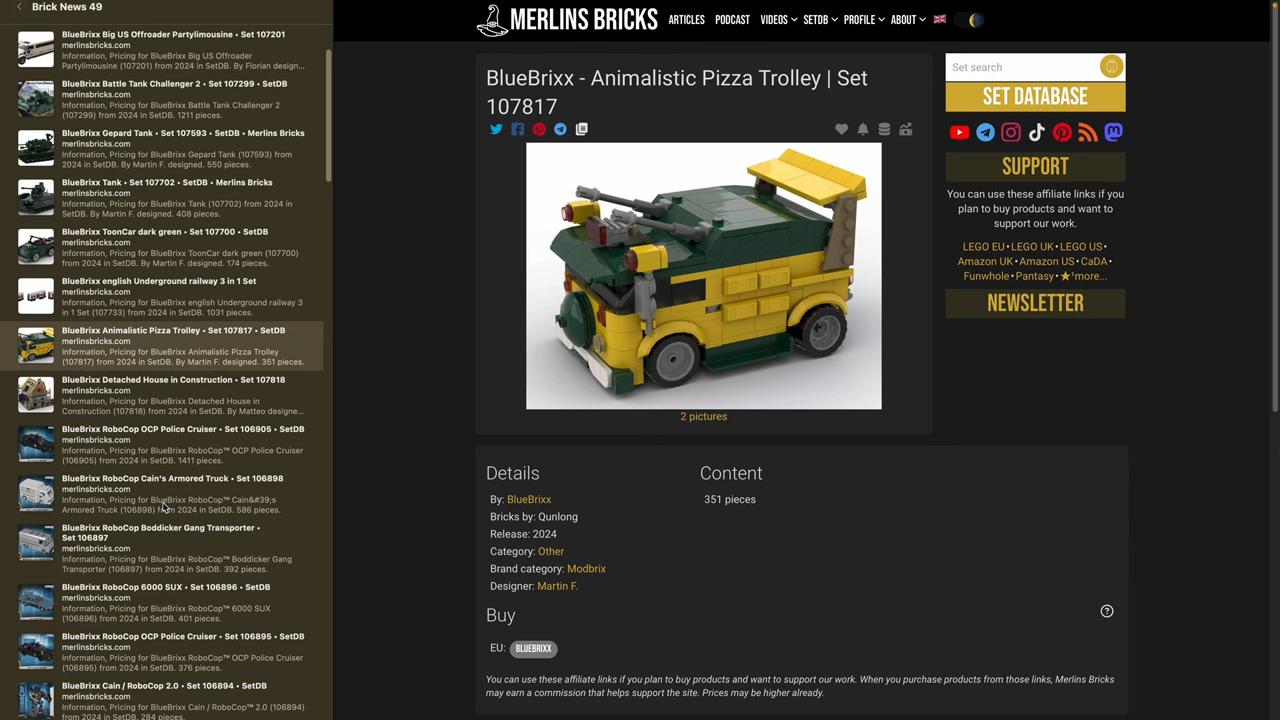 Brick News 49
BlueBrixx Big US Offroader Partylimousine • Set 107201
merlinsbricks.com
Information, Pricing for BlueBrixx Big US Offroader
Partylimousine (107201) from 2024 in SetDB. By Florian design...
BlueBrixx Battle Tank Challenger 2 • Set 107299 • SetDB
merlinsbricks.com
Information, Pricing for BlueBrixx Battle Tank Challenger 2
(107299) from 2024 in SetDB. 1211 pieces.
BlueBrixx Gepard Tank • Set 107593 • SetDB • Merlins Bricks
merlinsbricks.com
Information, Pricing for BlueBrixx Gepard Tank (107593) from
2024 in SetDB. By Martin F. designed. 550 pieces.
BlueBrixx Tank • Set 107702 • SetDB • Merlins Bricks
merlinsbricks.com
Information, Pricing for BlueBrixx Tank (107702) from 2024 in
SetDB. By Martin F. designed. 408 pieces.
BlueBrixx ToonCar dark green • Set 107700 • SetDB
merlinsbricks.com
Information, Pricing for BlueBrixx ToonCar dark green (107700)
from 2024 in SetDB. By Martin F. designed. 174 pieces.
BlueBrixx english Underground railway 3 in 1 Set
merlinsbricks.com
Information, Pricing for BlueBrixx english Underground railway 3
in 1 Set (107733) from 2024 in SetDB. 1031 pieces.
BlueBrixx Animalistic Pizza Trolley • Set 107817 • SetDB
merlinsbricks.com
Information, Pricing for BlueBrixx Animalistic Pizza Trolley
(107817) from 2024 in SetDB. By Martin F. designed. 351 pieces.
BlueBrixx Detached House in Construction • Set 107818
merlinsbricks.com
Information, Pricing for BlueBrixx Detached House in
Construction (107818) from 2024 in SetDB. By Matteo designe...
BlueBrixx RoboCop OCP Police Cruiser • Set 106905 • SetDB
merlinsbricks.com
Information, Pricing for BlueBrixx RoboCop™ OCP Police Cruiser
(106905) from 2024 in SetDB. 1411 pieces.
BlueBrixx RoboCop Cain's Armored Truck • Set 106898
merlinsbricks.com
Information, Pricing for BlueBrixx RoboCop™ Cain&#39;s
Armored Truck (106898) from 2024 in SetDB. 586 pieces.
BlueBrixx RoboCop Boddicker Gang Transporter •
Set 106897
merlinsbricks.com
Information, Pricing for BlueBrixx RoboCop™ Boddicker Gang
Transporter (106897) from 2024 in SetDB. 392 pieces.
BlueBrixx RoboCop 6000 SUX • Set 106896 • SetDB
merlinsbricks.com
Information, Pricing for BlueBrixx RoboCop™ 6000 SUX
(106896) from 2024 in SetDB. 401 pieces.
BlueBrixx RoboCop OCP Police Cruiser • Set 106895 • SetDB
merlinsbricks.com
Information, Pricing for BlueBrixx RoboCop™ OCP Police Cruiser
(106895) from 2024 in SetDB. 376 pieces.
BlueBrixx Cain / RoboCop 2.0 • Set 106894 • SetDB
merlinsbricks.com
Information, Pricing for BlueBrixx Cain / RoboCop™ 2.0 (106894)
from 2024 in SetDB. 284 pieces.
MERLINS BRICKS
ARTICLES PODCAST VIDEOS SETDB PROFILE ABOUT
BlueBrixx - Animalistic Pizza Trolley | Set
107817
2 pictures
Details
By: BlueBrixx
Bricks by: Qunlong
Release: 2024
Category: Other
Brand category: Modbrix
Designer: Martin F.
Content
351 pieces
Buy
EU: BLUEBRIXX
You can use these affiliate links if you plan to buy products and want to support our work. When you purchase products from those links, Merlins Bricks
may earn a commission that helps support the site. Prices may be higher already.
Set search
SET DATABASE
SUPPORT
You can use these affiliate links if you
plan to buy products and want to
support our work.
LEGO EU • LEGO UK • LEGO US •
Amazon UK • Amazon US • CaDA •
Funwhole • Pantasy • ★¹more...
NEWSLETTER